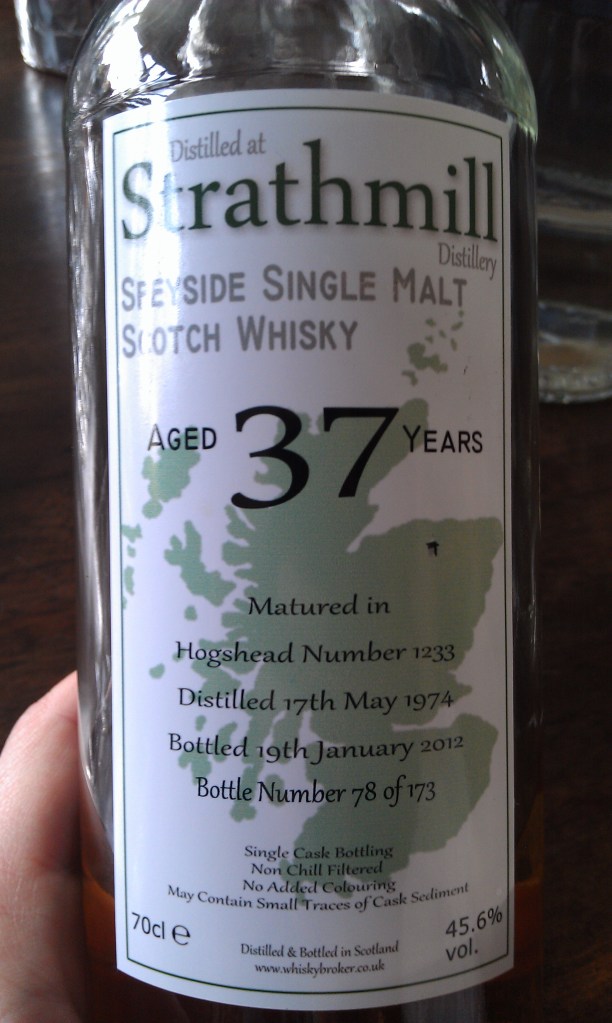 Distilled at
Strathmill
Distillery
Speyside Single Malt
Scotch Whisky
Aged 37 Years
Matured in
Hogshead Number 1233
Distilled 17th May 1974
Bottled 19th January 2012
Bottle Number 78 of 173
Single Cask Bottling
Non Chill Filtered
No Added Colouring
May Contain Small Traces of Cask Sediment
70cl e
45.6%
vol.
Distilled & Bottled in Scotland
www.whiskybroker.co.uk